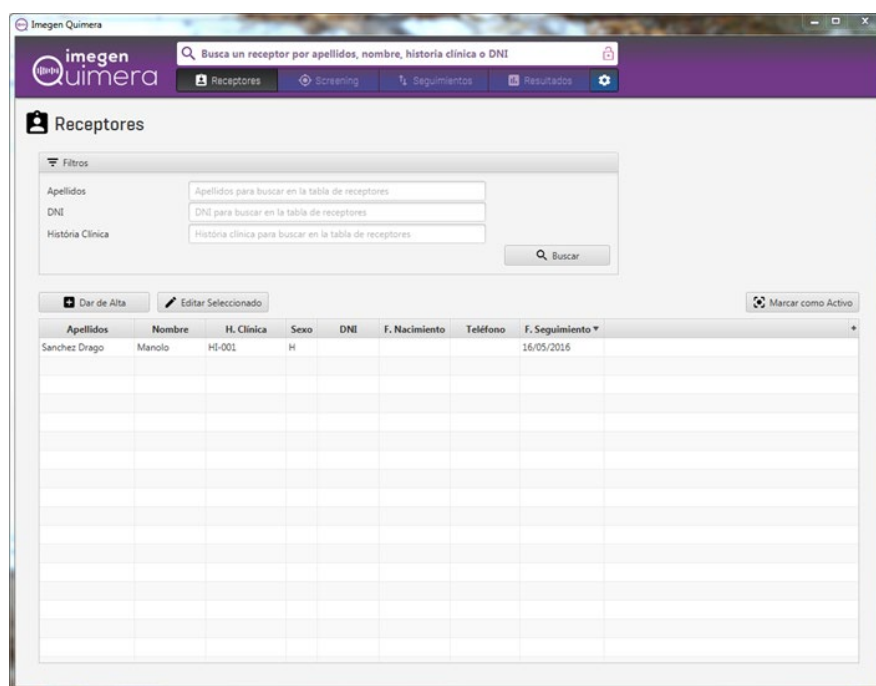 Imegen Quimera
imegen
Quimera
Busca un receptor por apellidos, nombre, historia clínica o DNI
Receptores Screening Seguimientos Resultados
Receptores
Filtros
Apellidos Apellidos para buscar en la tabla de receptores
DNI DNI para buscar en la tabla de receptores
História Clínica História clínica para buscar en la tabla de receptores
Buscar
Dar de Alta Editar Seleccionado Marcar como Activo
Apellidos Nombre H. Clínica Sexo DNI F. Nacimiento Teléfono F. Seguimiento
Sanchez Drago Manolo HI-001 H 16/05/2016